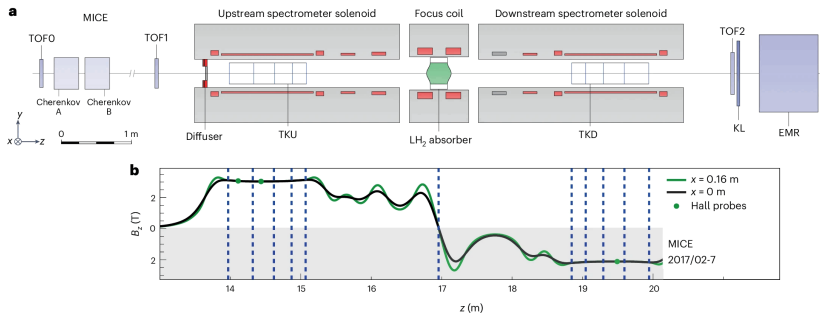 a
MICE
Upstream spectrometer solenoid
Focus coil
Downstream spectrometer solenoid
TOF0
TOF1
TOF2
Cherenkov
A
Cherenkov
B
y
x
z
0
1 m
Diffuser
TKU
LH2 absorber
TKD
KL
EMR
b
Bz (T)
2
0
2
14
15
16
17
18
19
20
z (m)
x = 0.16 m
x = 0 m
Hall probes
MICE
2017/02-7